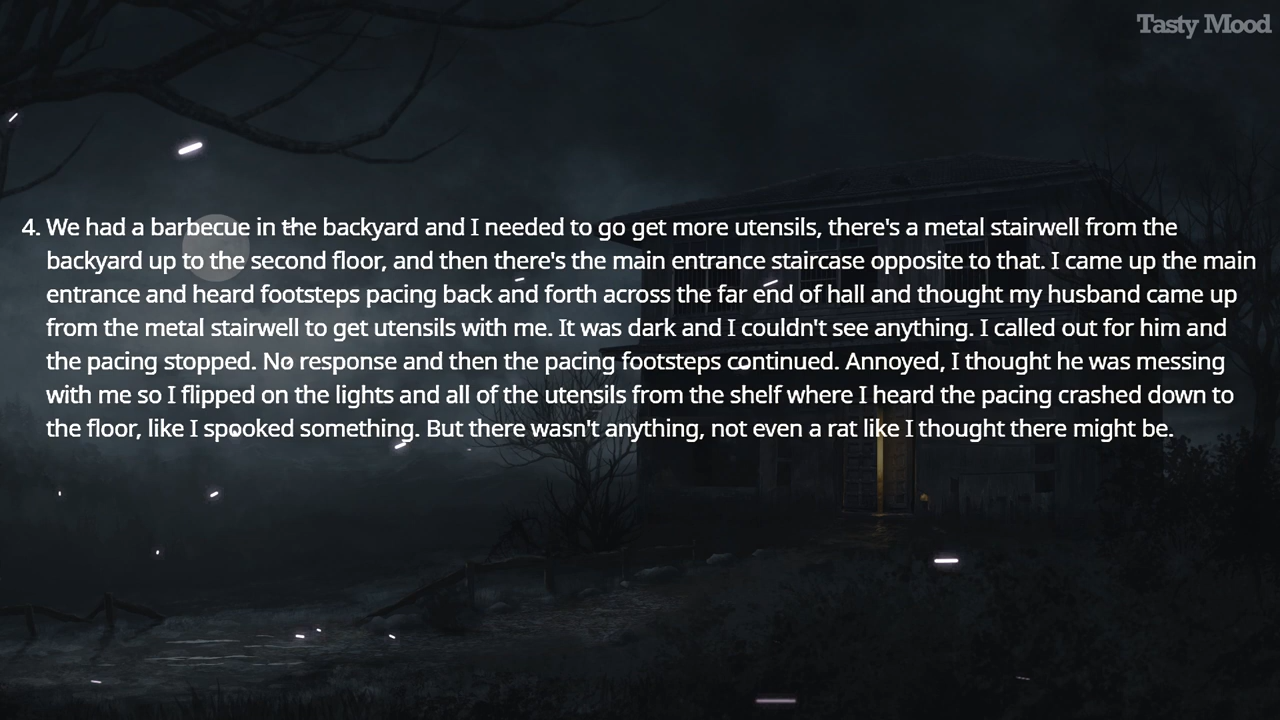 Tasty Mood
4. We had a barbecue in the backyard and I needed to go get more utensils, there's a metal stairwell from the
backyard up to the second floor, and then there's the main entrance staircase opposite to that. I came up the main
entrance and heard footsteps pacing back and forth across the far end of hall and thought my husband came up
from the metal stairwell to get utensils with me. It was dark and I couldn't see anything. I called out for him and
the pacing stopped. No response and then the pacing footsteps continued. Annoyed, I thought he was messing
with me so I flipped on the lights and all of the utensils from the shelf where I heard the pacing crashed down to
the floor, like I spooked something. But there wasn't anything, not even a rat like I thought there might be.